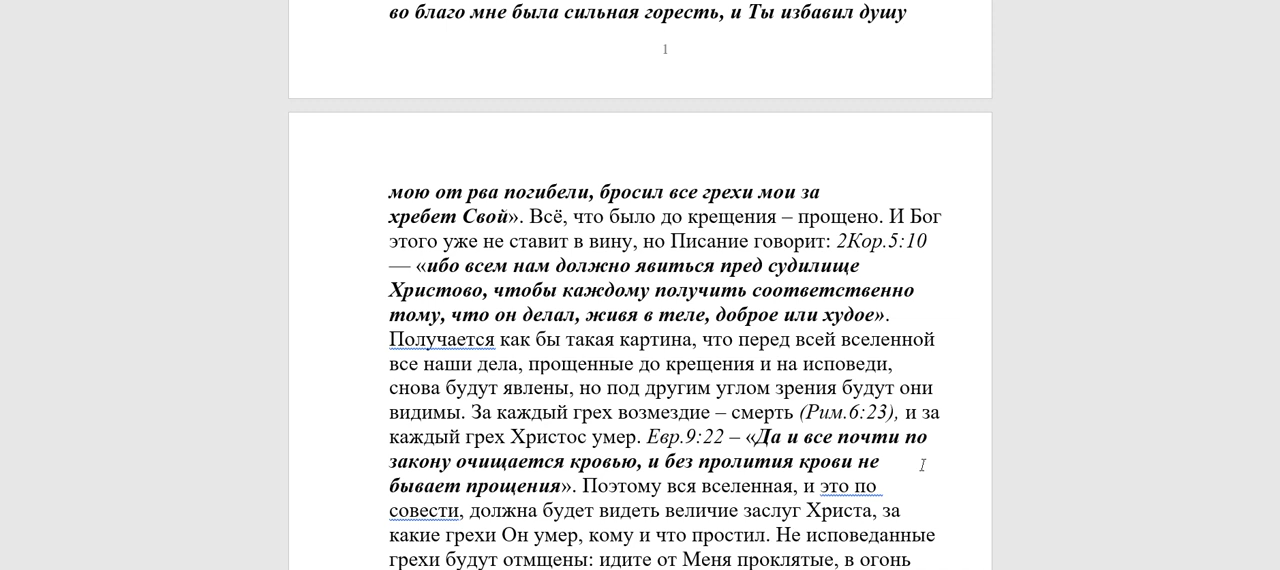 во благо мне была сильная горесть, и Ты избавил душу
1
мою от рва погибели, бросил все грехи мои за
хребет Свой». Всё, что было до крещения – прощено. И Бог
этого уже не ставит в вину, но Писание говорит: 2Кор.5:10
— «ибо всем нам должно явиться пред судилище
Христово, чтобы каждому получить соответственно
тому, что он делал, живя в теле, доброе или худое».
Получается как бы такая картина, что перед всей вселенной
все наши дела, прощенные до крещения и на исповеди,
снова будут явлены, но под другим углом зрения будут они
видимы. За каждый грех возмездие – смерть (Рим.6:23), и за
каждый грех Христос умер. Евр.9:22 – «Да и все почти по
закону очищается кровью, и без пролития крови не
бывает прощения». Поэтому вся вселенная, и это по
совести, должна будет видеть величие заслуг Христа, за
какие грехи Он умер, кому и что простил. Не исповеданные
грехи будут отмщены: идите от Меня проклятые, в огонь